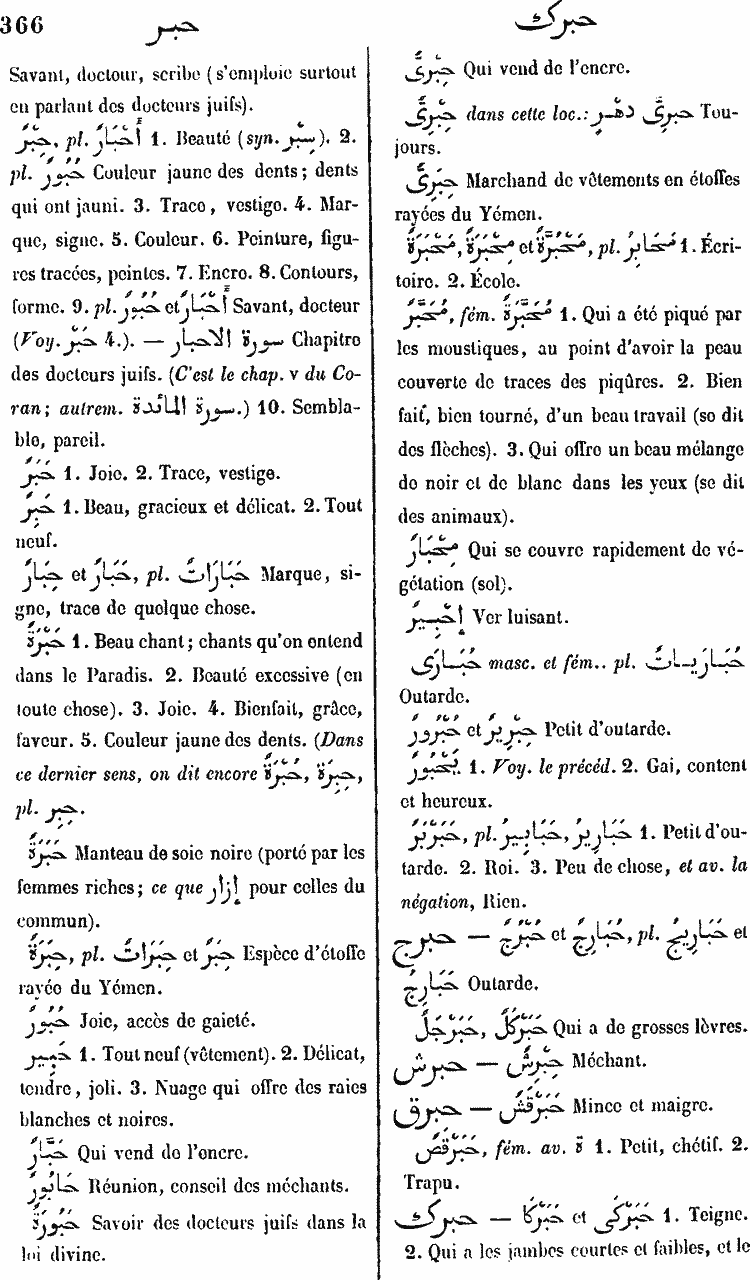 366 حبر حبرك
Savant, docteur, scribe (s'emploie surtout
en parlant des docteurs juifs).
حِبْرٌ, pl. أَحْبَارٌ 1. Beauté (syn. سِبْر). 2.
pl. حُبُورٌ Couleur jaune des dents; dents
qui ont jauni. 3. Trace, vestige. 4. Mar-
que, signe. 5. Couleur. 6. Peinture, figu-
res tracées, peintes. 7. Encre. 8. Contours,
forme. 9. pl. حُبُورٌ et أَحْبَارٌ Savant, docteur
(Voy. حَبْر 4.). — سورة الاحبار Chapitre
des docteurs juifs. (C'est le chap. v du Co-
ran; autrem. سورة المائدة.) 10. Sembla-
ble, pareil.
حَبَرٌ 1. Joie. 2. Trace, vestige.
حَبِرٌ 1. Beau, gracieux et délicat. 2. Tout
neuf.
حِبَارٌ et حَبَارٌ, pl. حَبَارَاتٌ Marque, si-
gne, trace de quelque chose.
حَبْرَةٌ 1. Beau chant; chants qu'on entend
dans le Paradis. 2. Beauté excessive (en
toute chose). 3. Joie. 4. Bienfait, grâce,
faveur. 5. Couleur jaune des dents. (Dans
ce dernier sens, on dit encore حُبْرَةٌ, حِبِرَةٌ,
pl. حِبِر.
حَبَرَةٌ Manteau de soie noire (porté par les
femmes riches; ce que إِزَار pour celles du
commun).
حِبَرَةٌ, pl. حِبَرَاتٌ et حِبَرٌ Espèce d'étoffe
rayée du Yémen.
حُبُورٌ Joie, accès de gaieté.
حَبِير 1. Tout neuf (vêtement). 2. Délicat,
tendre, joli. 3. Nuage qui offre des raies
blanches et noires.
حَبَّارٌ Qui vend de l'encre.
حَابُورٌ Réunion, conseil des méchants.
حَبُورَةٌ Savoir des docteurs juifs dans la
loi divine.
حِبْرِىٌّ Qui vend de l'encre.
حِبْرِىٌّ dans cette loc.: حبرىَّ دهر Tou-
jours.
حِبَرِىٌّ Marchand de vêtements en étoffes
rayées du Yémen.
مَحْبَرَةٌ, مَحْبُرَةٌ et مَحْبُرَّةٌ, pl. مَحَابِرُ 1. Écri-
toire. 2. École.
مُحَبَّرٌ, fém. مُحَبَّرَةٌ 1. Qui a été piqué par
les moustiques, au point d'avoir la peau
couverte de traces des piqûres. 2. Bien
fait, bien tourné, d'un beau travail (se dit
des flèches). 3. Qui offre un beau mélange
de noir et de blanc dans les yeux (se dit
des animaux).
مِحْبَارٌ Qui se couvre rapidement de vé-
gétation (sol).
إِحْبِيرٌ Ver luisant.
حُبَارَى masc. et fém.. pl. حُبَارَيَاتٌ
Outarde.
حِبْرِيرٌ et حُبْرُورٌ Petit d'outarde.
يَحْبُورٌ 1. Voy. le précéd. 2. Gai, content
et heureux.
حَبَرْبَرٌ, pl. حَبَابِيرُ, حَبَارِيرُ 1. Petit d'ou-
tarde. 2. Roi. 3. Peu de chose, et av. la
négation, Rien.
حبرج — حُبْرُجٌ et حُبَارِجٌ, pl. حَبَارِيجُ et
حَبَارِجٌ Outarde.
حَبَرْكَلٌ, حَبَرْجَلٌ Qui a de grosses lèvres.
حبرش — حِبْرِشٌ Méchant.
حبرق — حَبَرْقَشٌ Mince et maigre.
حَبَرْقَصٌ, fém. av. ة 1. Petit, chétif. 2.
Trapu.
حبرك — حَبَرْكَا et حَبَرْكَى 1. Teigne.
2. Qui a les jambes courtes et faibles, et le